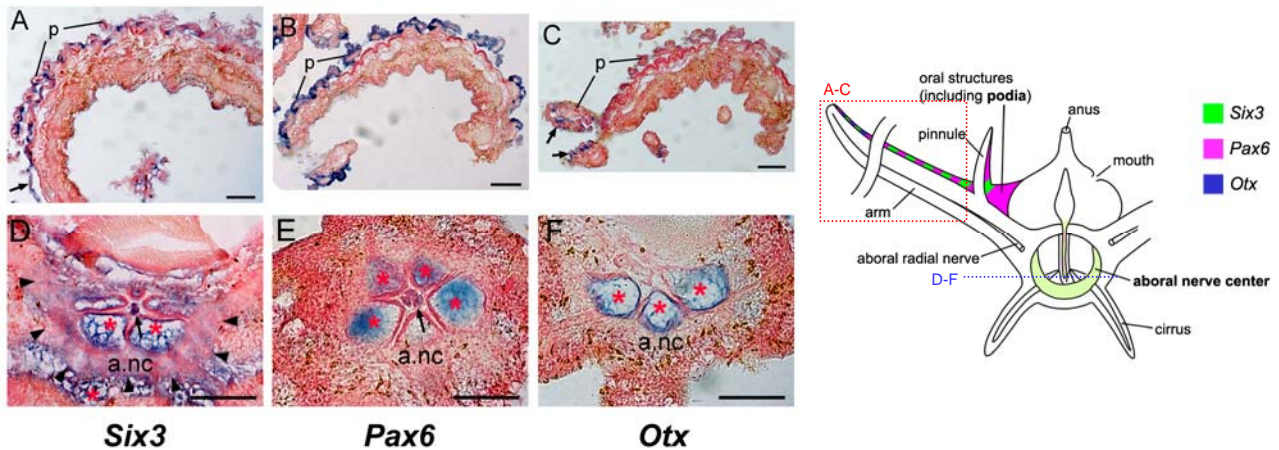 A
p
B
p
C
p
D
a.nc
E
a.nc
F
a.nc
Six3
Pax6
Otx
A-C
oral structures
(including podia)
pinnule
anus
mouth
arm
aboral radial nerve
D-F
aboral nerve center
cirrus
Six3
Pax6
Otx